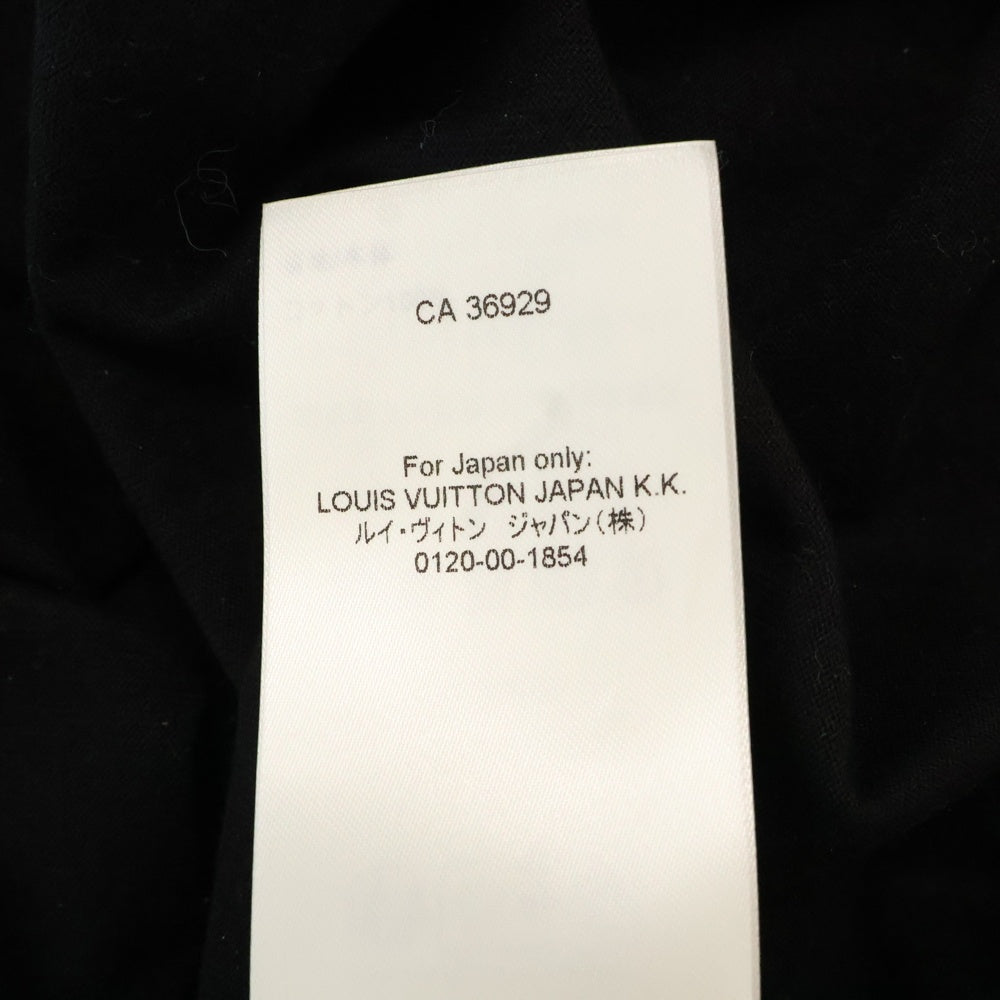 CA 36929
For Japan only:
LOUIS VUITTON JAPAN K.K.
ルイ・ヴィトン ジャパン(株)
0120-00-1854